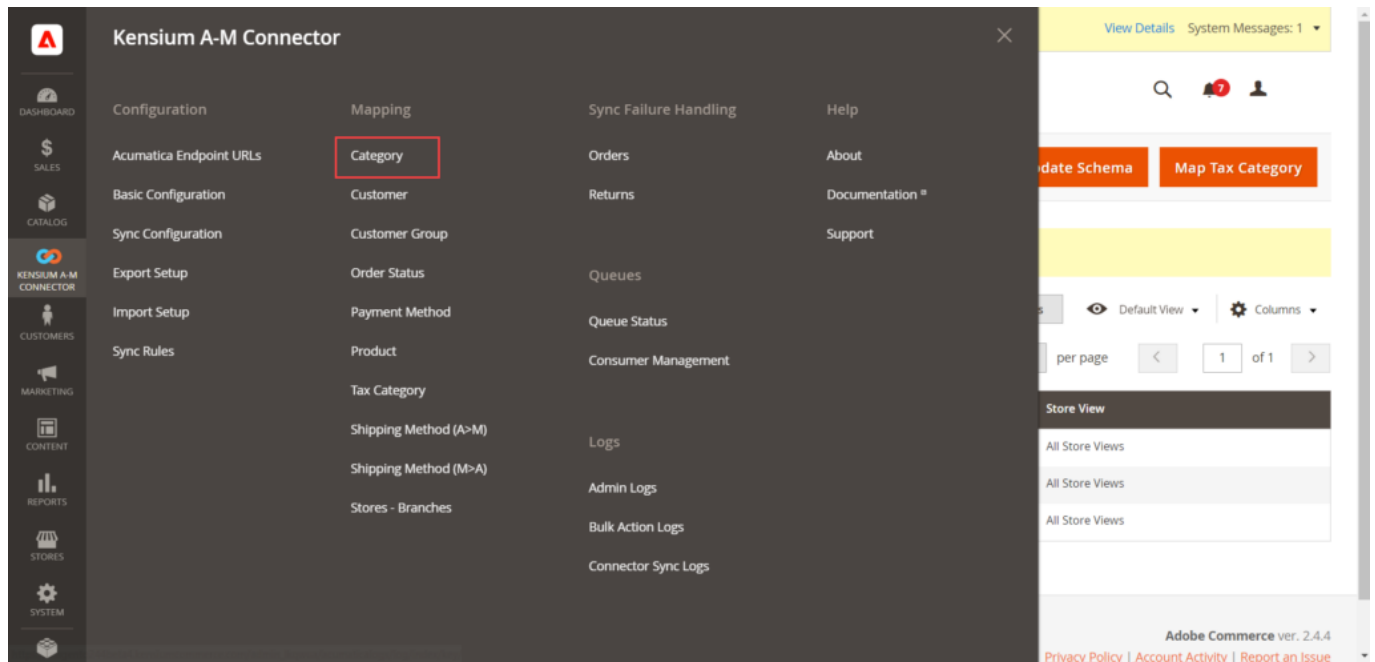 DASHBOARD
SALES
CATALOG
KENSIUM A-M
CONNECTOR
CUSTOMERS
MARKETING
CONTENT
REPORTS
STORES
SYSTEM
Kensium A-M Connector
Configuration
Acumatica Endpoint URLs
Basic Configuration
Sync Configuration
Export Setup
Import Setup
Sync Rules
Mapping
Category
Customer
Customer Group
Order Status
Payment Method
Product
Tax Category
Shipping Method (A>M)
Shipping Method (M>A)
Stores - Branches
Sync Failure Handling
Orders
Returns
Queues
Queue Status
Consumer Management
Logs
Admin Logs
Bulk Action Logs
Connector Sync Logs
Help
About
Documentation
Support
View Details System Messages: 1
7
date Schema Map Tax Category
s Default View Columns
per page 1 of 1
Store View
All Store Views
All Store Views
All Store Views
Adobe Commerce ver. 2.4.4
Privacy Policy | Account Activity | Report an Issue